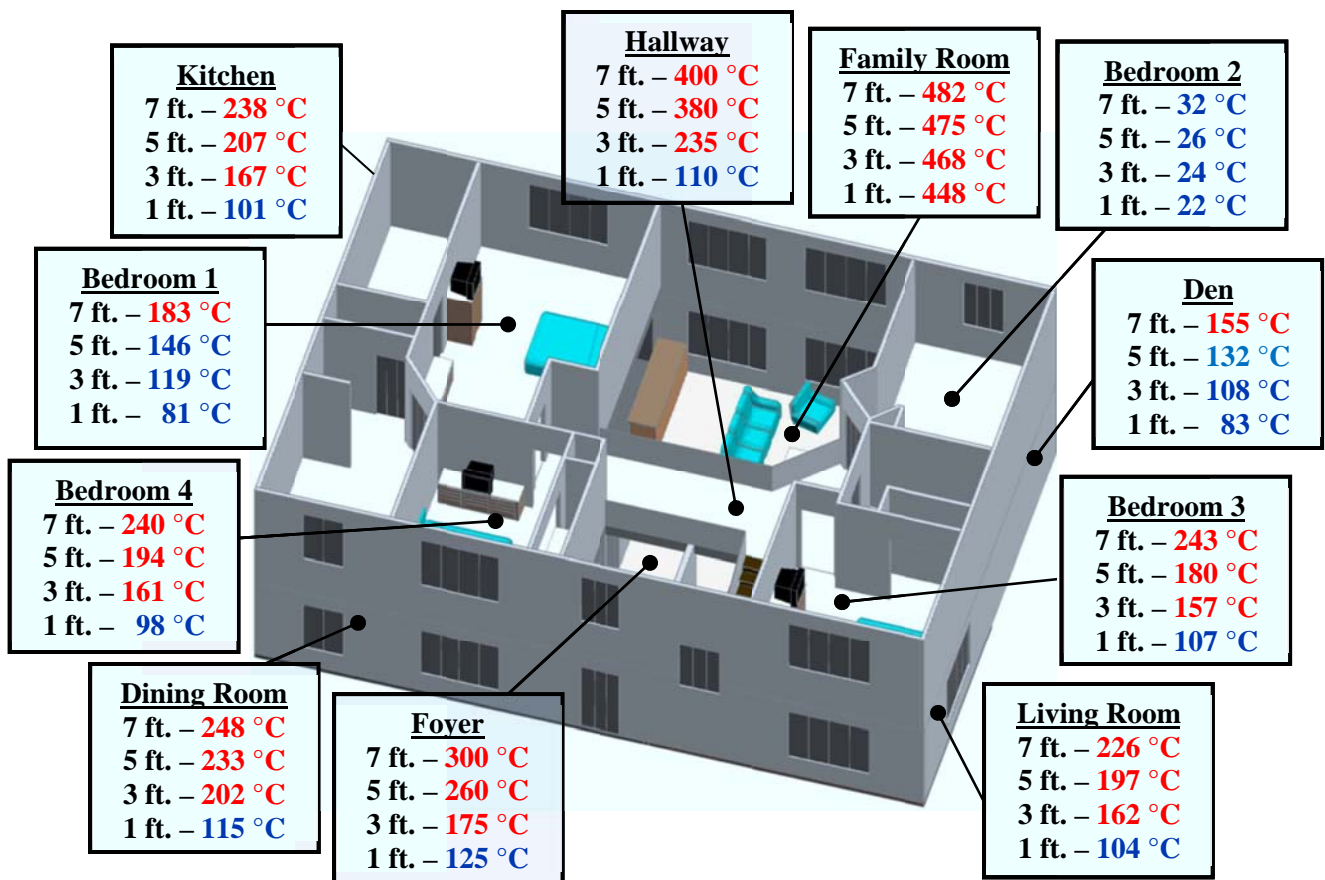 Kitchen
7 ft. – 238 °C
5 ft. – 207 °C
3 ft. – 167 °C
1 ft. – 101 °C
Hallway
7 ft. – 400 °C
5 ft. – 380 °C
3 ft. – 235 °C
1 ft. – 110 °C
Family Room
7 ft. – 482 °C
5 ft. – 475 °C
3 ft. – 468 °C
1 ft. – 448 °C
Bedroom 2
7 ft. – 32 °C
5 ft. – 26 °C
3 ft. – 24 °C
1 ft. – 22 °C
Bedroom 1
7 ft. – 183 °C
5 ft. – 146 °C
3 ft. – 119 °C
1 ft. – 81 °C
Den
7 ft. – 155 °C
5 ft. – 132 °C
3 ft. – 108 °C
1 ft. – 83 °C
Bedroom 4
7 ft. – 240 °C
5 ft. – 194 °C
3 ft. – 161 °C
1 ft. – 98 °C
Bedroom 3
7 ft. – 243 °C
5 ft. – 180 °C
3 ft. – 157 °C
1 ft. – 107 °C
Dining Room
7 ft. – 248 °C
5 ft. – 233 °C
3 ft. – 202 °C
1 ft. – 115 °C
Foyer
7 ft. – 300 °C
5 ft. – 260 °C
3 ft. – 175 °C
1 ft. – 125 °C
Living Room
7 ft. – 226 °C
5 ft. – 197 °C
3 ft. – 162 °C
1 ft. – 104 °C